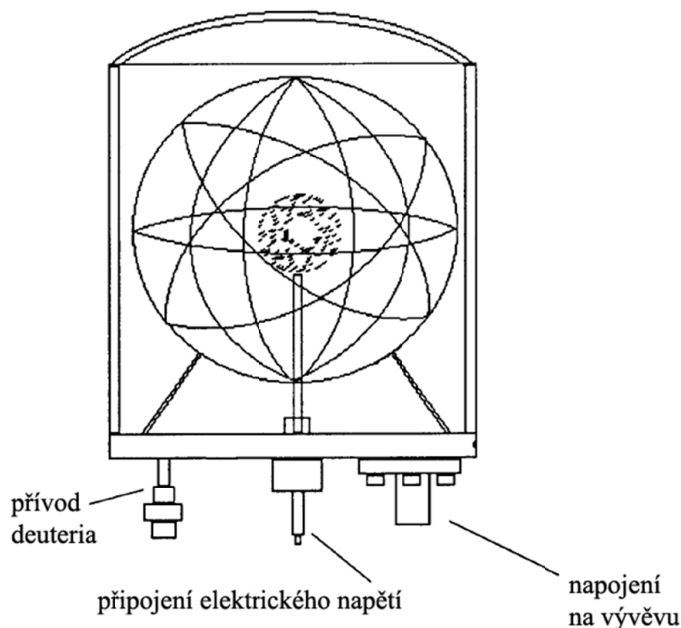 přívod
deuteria
připojení elektrického napětí
napojení
na vývěvu